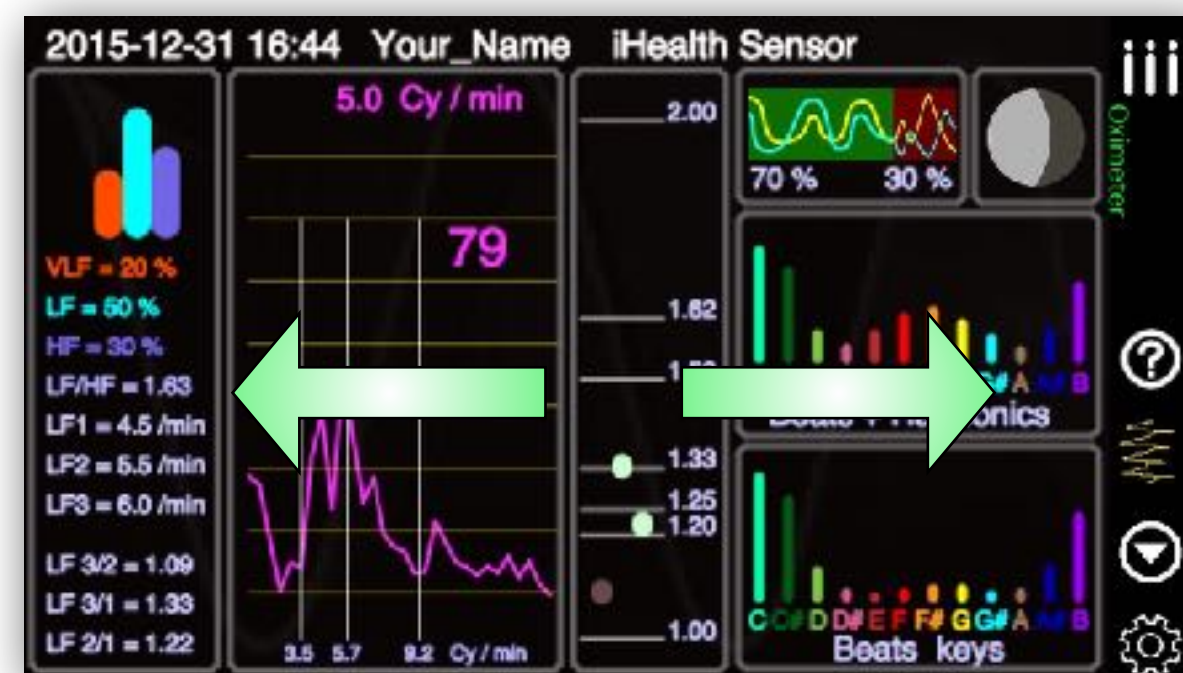 2015-12-31 16:44 Your_Name iHealth Sensor
iii
Oximeter
VLF = 20 %
LF = 50 %
HF = 30 %
LF/HF = 1.63
LF1 = 4.5 /min
LF2 = 5.5 /min
LF3 = 6.0 /min
LF 3/2 = 1.09
LF 3/1 = 1.33
LF 2/1 = 1.22
5.0 Cy / min
79
3.5 5.7 9.2 Cy / min
2.00
1.62
1.33
1.25
1.20
1.00
70 % 30 %
G# A A# B
C C# D D# E F F# G G# A A# B
Beats keys
?